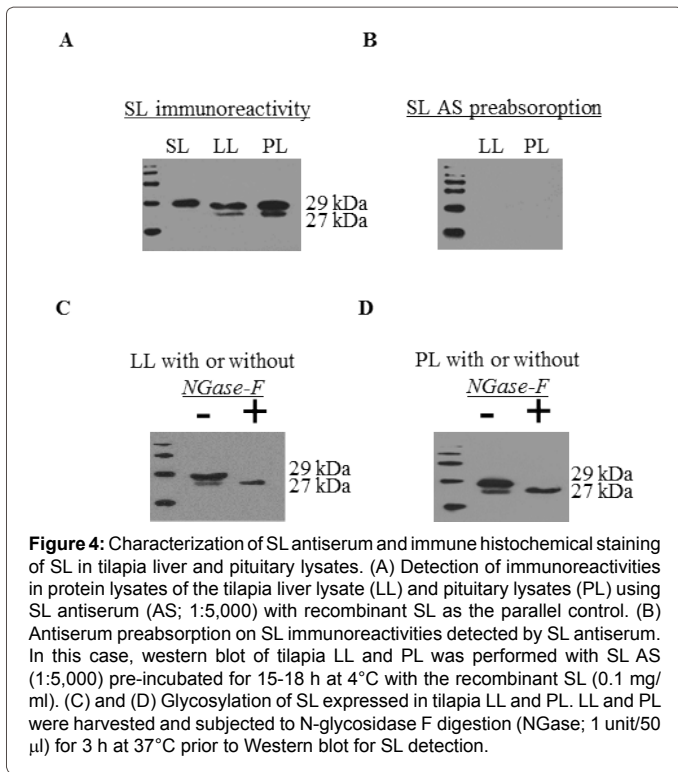 A
B
SL immunoreactivity
SL AS preabsoroption
SL LL PL
LL PL
29 kDa
27 kDa
29 kDa
27 kDa
C
D
LL with or without
NGase-F
- +
PL with or without
NGase-F
- +
29 kDa
27 kDa
29 kDa
27 kDa
Figure 4: Characterization of SL antiserum and immune histochemical staining
of SL in tilapia liver and pituitary lysates. (A) Detection of immunoreactivities
in protein lysates of the tilapia liver lysate (LL) and pituitary lysates (PL) using
SL antiserum (AS; 1:5,000) with recombinant SL as the parallel control. (B)
Antiserum preabsorption on SL immunoreactivities detected by SL antiserum.
In this case, western blot of tilapia LL and PL was performed with SL AS
(1:5,000) pre-incubated for 15-18 h at 4°C with the recombinant SL (0.1 mg/
ml). (C) and (D) Glycosylation of SL expressed in tilapia LL and PL. LL and PL
were harvested and subjected to N-glycosidase F digestion (NGase; 1 unit/50
μl) for 3 h at 37°C prior to Western blot for SL detection.